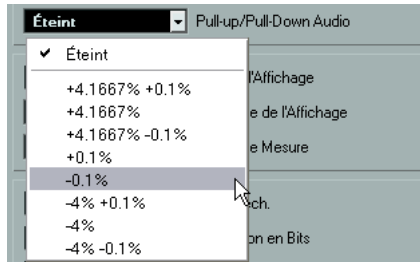 Éteint Pull-up/Pull-Down Audio
Éteint
l'Affichage
+4.1667% +0.1%
+4.1667% e de l'Affichage
+4.1667% -0.1% e Mesure
+0.1%
-0.1%
-4% +0.1% ch.
-4%
on en Bits
-4% -0.1%